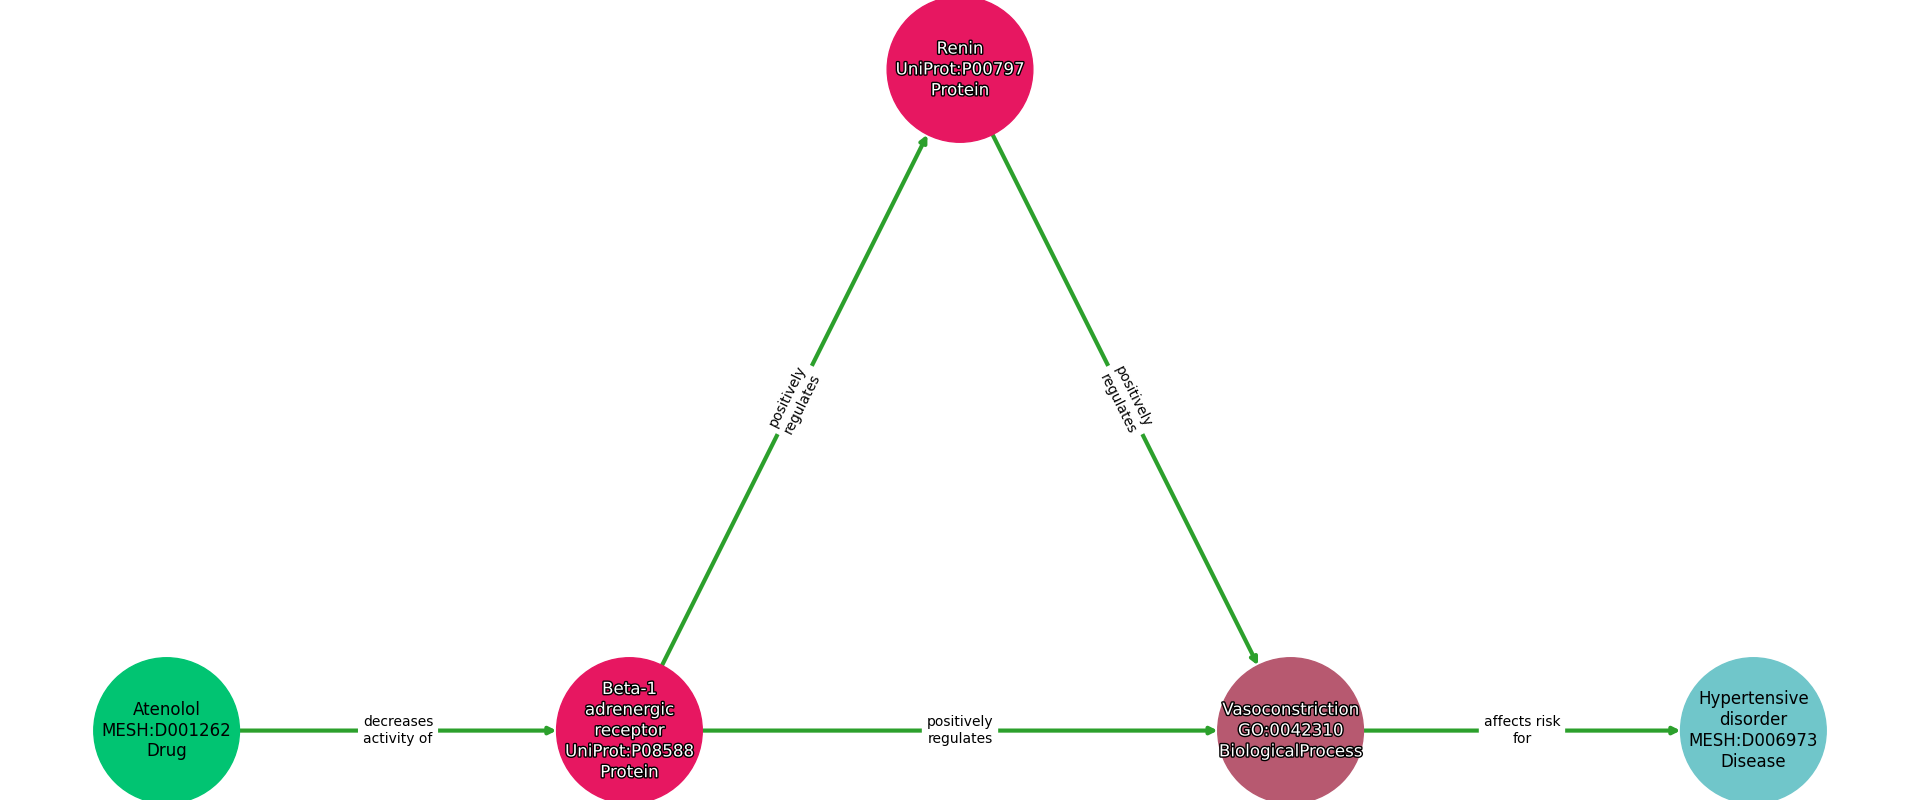 Renin
UniProt:P00797
Protein
positively
regulates
positively
regulates
Atenolol
MESH:D001262
Drug
decreases
activity of
Beta-1
adrenergic
receptor
UniProt:P08588
Protein
positively
regulates
Vasoconstriction
GO:0042310
BiologicalProcess
affects risk
for
Hypertensive
disorder
MESH:D006973
Disease